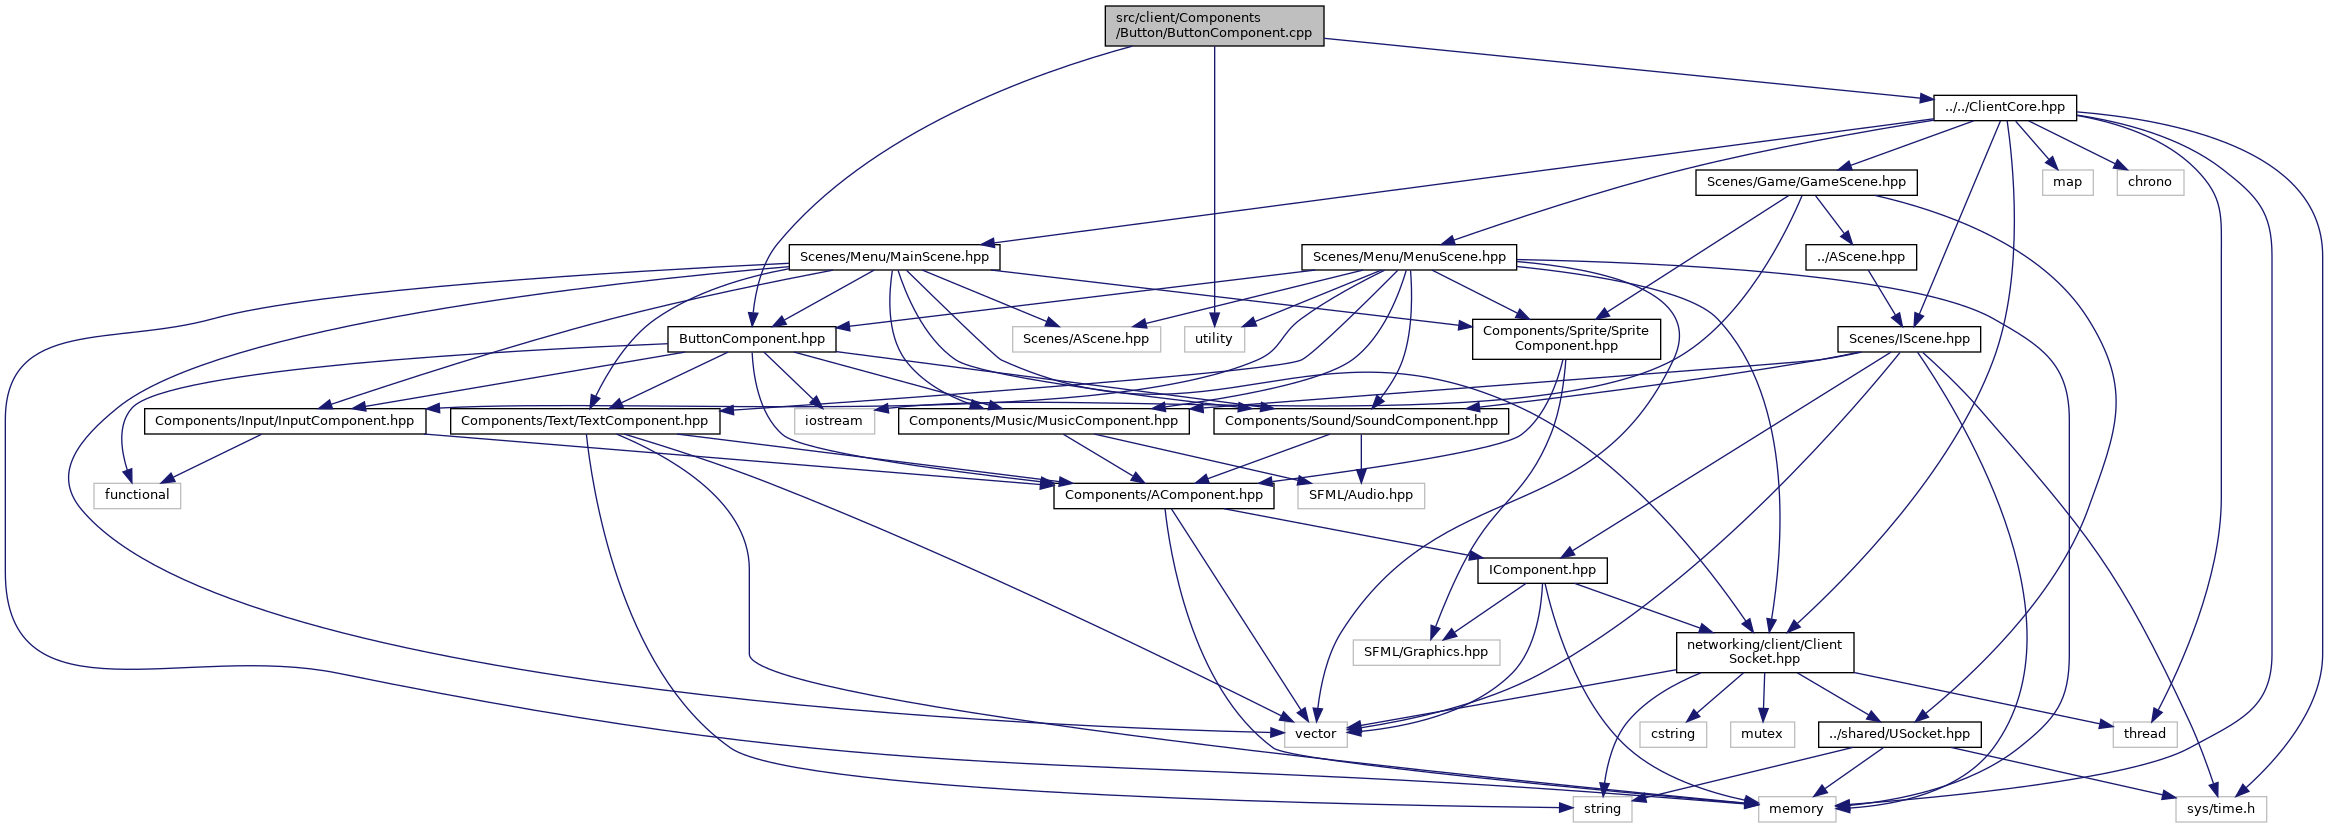 src/client/Components
/Button/ButtonComponent.cpp
../../ClientCore.hpp
Scenes/Game/GameScene.hpp
map
chrono
Scenes/Menu/MainScene.hpp
Scenes/Menu/MenuScene.hpp
../AScene.hpp
ButtonComponent.hpp
Scenes/AScene.hpp
utility
Components/Sprite/Sprite
Component.hpp
Scenes/IScene.hpp
Components/Input/InputComponent.hpp
Components/Text/TextComponent.hpp
iostream
Components/Music/MusicComponent.hpp
Components/Sound/SoundComponent.hpp
functional
Components/AComponent.hpp
SFML/Audio.hpp
IComponent.hpp
SFML/Graphics.hpp
networking/client/Client
Socket.hpp
vector
cstring
mutex
../shared/USocket.hpp
thread
string
memory
sys/time.h